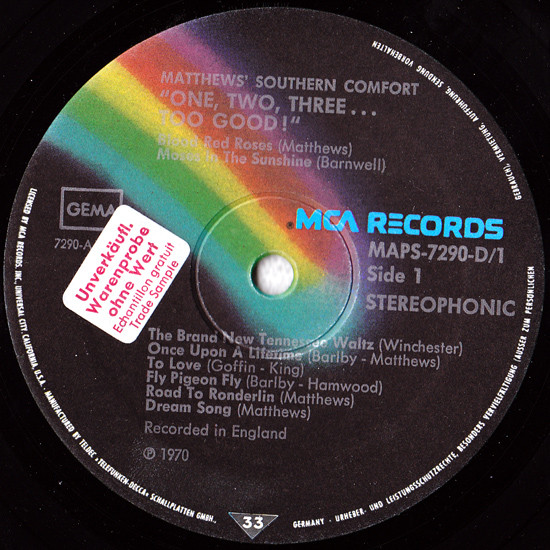 MATTHEWS' SOUTHERN COMFORT
"ONE, TWO, THREE...
TOO GOOD!"
Blood Red Roses (Matthews)
Moses In The Sunshine (Barnwell)
GEMA
7290-A
MCA RECORDS
MAPS-7290-D/1
Side 1
STEREOPHONIC
Unverkäufl.
Warenprobe
ohne Wert
Echantillon gratuit
Trade Sample
The Brand New Tennessee Waltz (Winchester)
Once Upon A Lifetime (Barlby - Matthews)
To Love (Goffin - King)
Fly Pigeon Fly (Barlby - Hamwood)
Road To Ronderlin (Matthews)
Dream Song (Matthews)
Recorded in England
℗ 1970
33
LICENSED BY MCA RECORDS INC., UNIVERSAL CITY, CALIFORNIA, U.S.A. - MANUFACTURED BY TELDEC »TELEFUNKEN-DECCA« SCHALLPLATTEN GMBH.,
GERMANY - URHEBER- UND LEISTUNGSSCHUTZRECHTE, BESONDERS VERVIELFÄLTIGUNG (AUSSER ZUM PERSÖNLICHEN
GEBRAUCH), VERMIETUNG, AUFFÜHRUNG, SENDUNG VORBEHALTEN